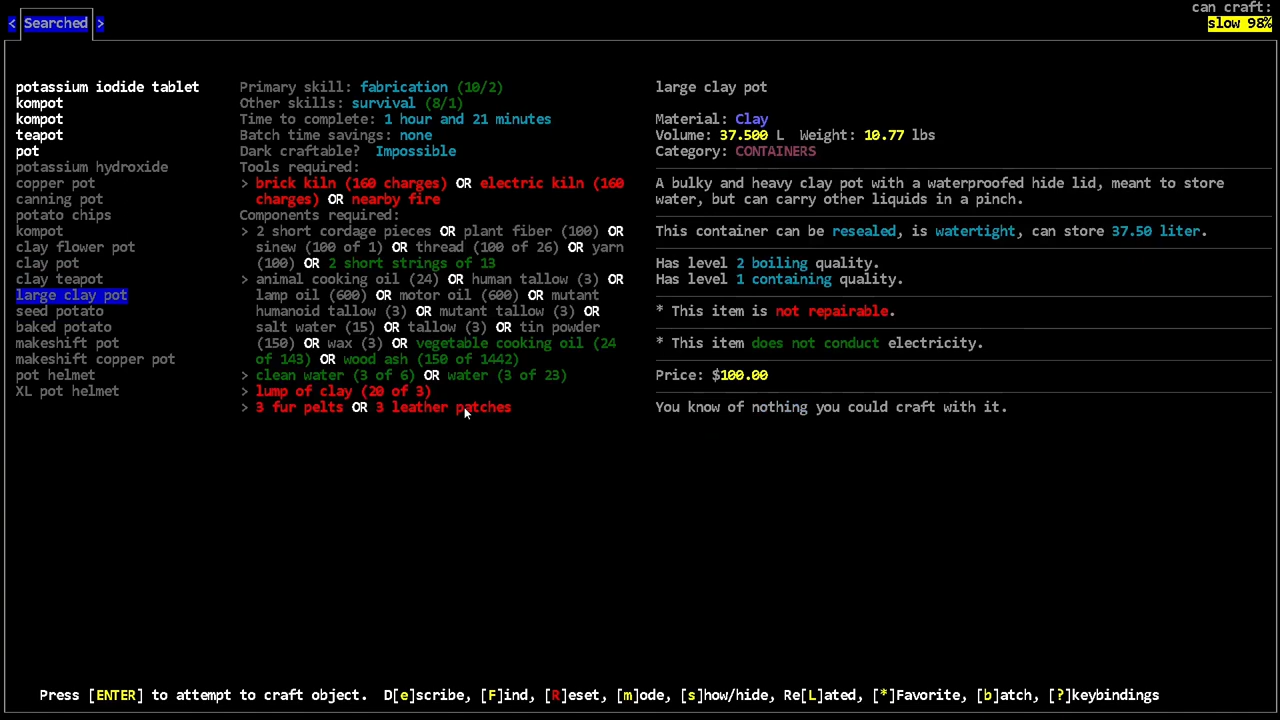 can craft:
< Searched >
slow 98%
potassium iodide tablet
kompot
kompot
teapot
pot
potassium hydroxide
copper pot
canning pot
potato chips
kompot
clay flower pot
clay pot
clay teapot
large clay pot
seed potato
baked potato
makeshift pot
makeshift copper pot
pot helmet
XL pot helmet
Primary skill: fabrication (10/2)
Other skills: survival (8/1)
Time to complete: 1 hour and 21 minutes
Batch time savings: none
Dark craftable? Impossible
Tools required:
> brick kiln (160 charges) OR electric kiln (160
charges) OR nearby fire
Components required:
> 2 short cordage pieces OR plant fiber (100) OR
sinew (100 of 1) OR thread (100 of 26) OR yarn
(100) OR 2 short strings of 13
> animal cooking oil (24) OR human tallow (3) OR
lamp oil (600) OR motor oil (600) OR mutant
humanoid tallow (3) OR mutant tallow (3) OR
salt water (15) OR tallow (3) OR tin powder
(150) OR wax (3) OR vegetable cooking oil (24
of 143) OR wood ash (150 of 1442)
> clean water (3 of 6) OR water (3 of 23)
> lump of clay (20 of 3)
> 3 fur pelts OR 3 leather patches
large clay pot
Material: Clay
Volume: 37.500 L Weight: 10.77 lbs
Category: CONTAINERS
A bulky and heavy clay pot with a waterproofed hide lid, meant to store
water, but can carry other liquids in a pinch.
This container can be resealed, is watertight, can store 37.50 liter.
Has level 2 boiling quality.
Has level 1 containing quality.
* This item is not repairable.
* This item does not conduct electricity.
Price: $100.00
You know of nothing you could craft with it.
Press [ENTER] to attempt to craft object. D[e]scribe, [F]ind, [R]eset, [m]ode, [s]how/hide, Re[L]ated, [*]Favorite, [b]atch, [?]keybindings